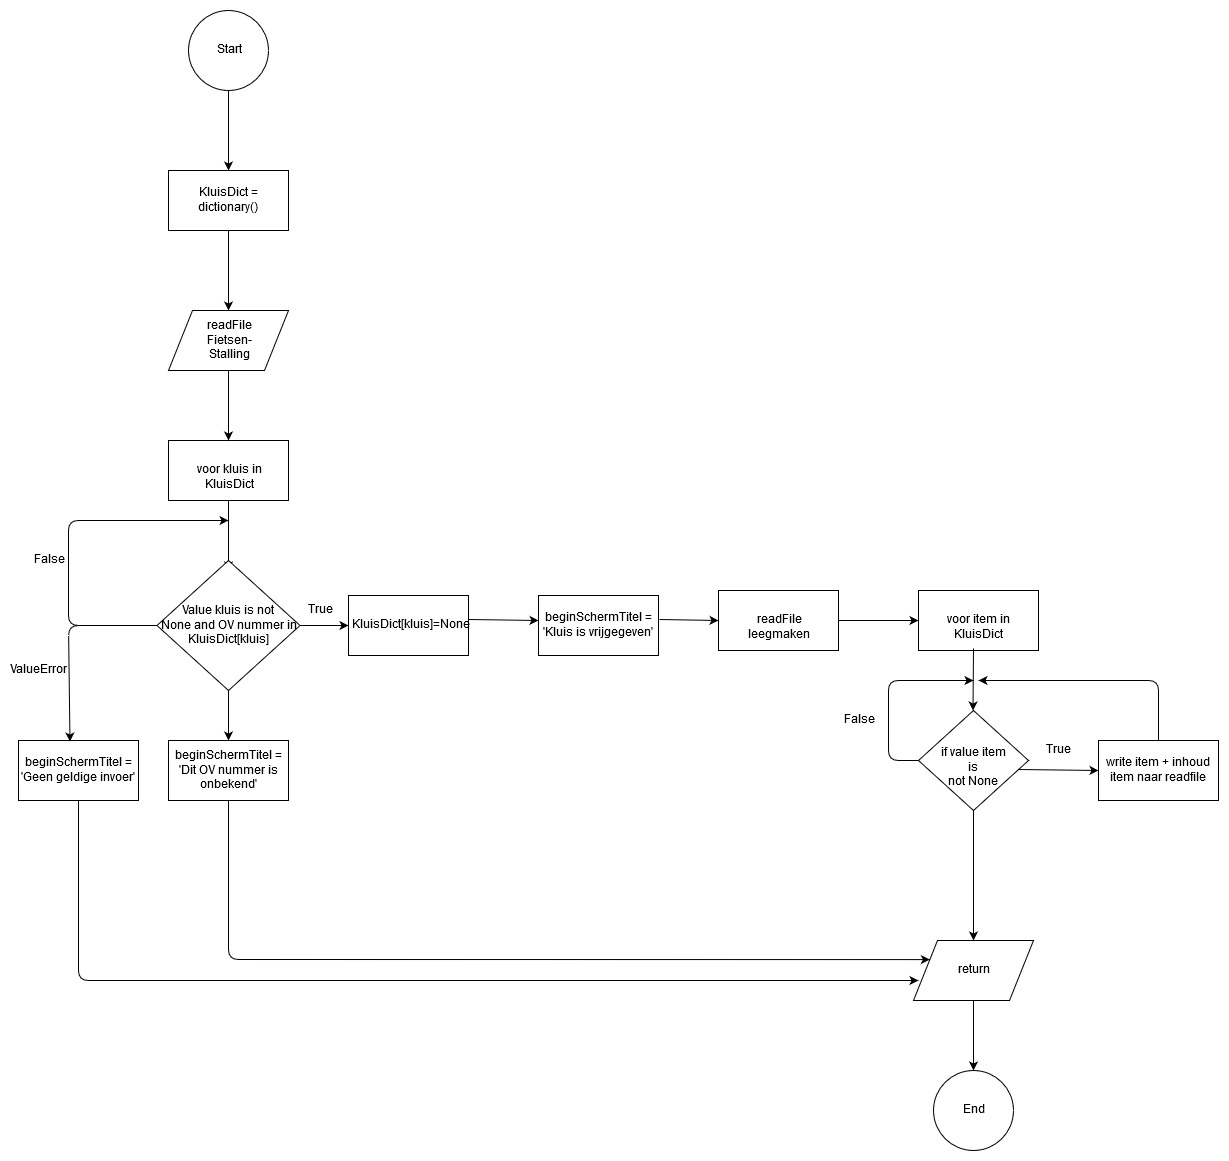 Start
KluisDict =
dictionary()
readFile
Fietsen-
Stalling
voor kluis in
KluisDict
False
Value kluis is not
None and OV nummer in
KluisDict[kluis]
True
KluisDict[kluis]=None
beginSchermTitel =
'Kluis is vrijgegeven'
readFile
leegmaken
voor item in
KluisDict
ValueError
beginSchermTitel =
'Geen geldige invoer'
beginSchermTitel =
'Dit OV nummer is
onbekend'
False
if value item
is
not None
True
write item + inhoud
item naar readfile
return
End